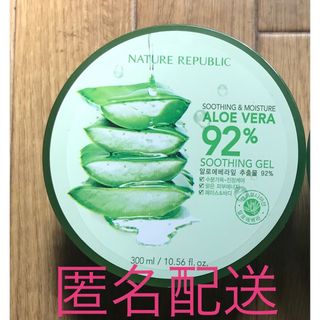 NATURE REPUBLIC
SOOTHING & MOISTURE
ALOE VERA
92%
SOOTHING GEL
알로에베라잎 추출물 92%
300 ml / 10.56 fl. oz.
匿名配送